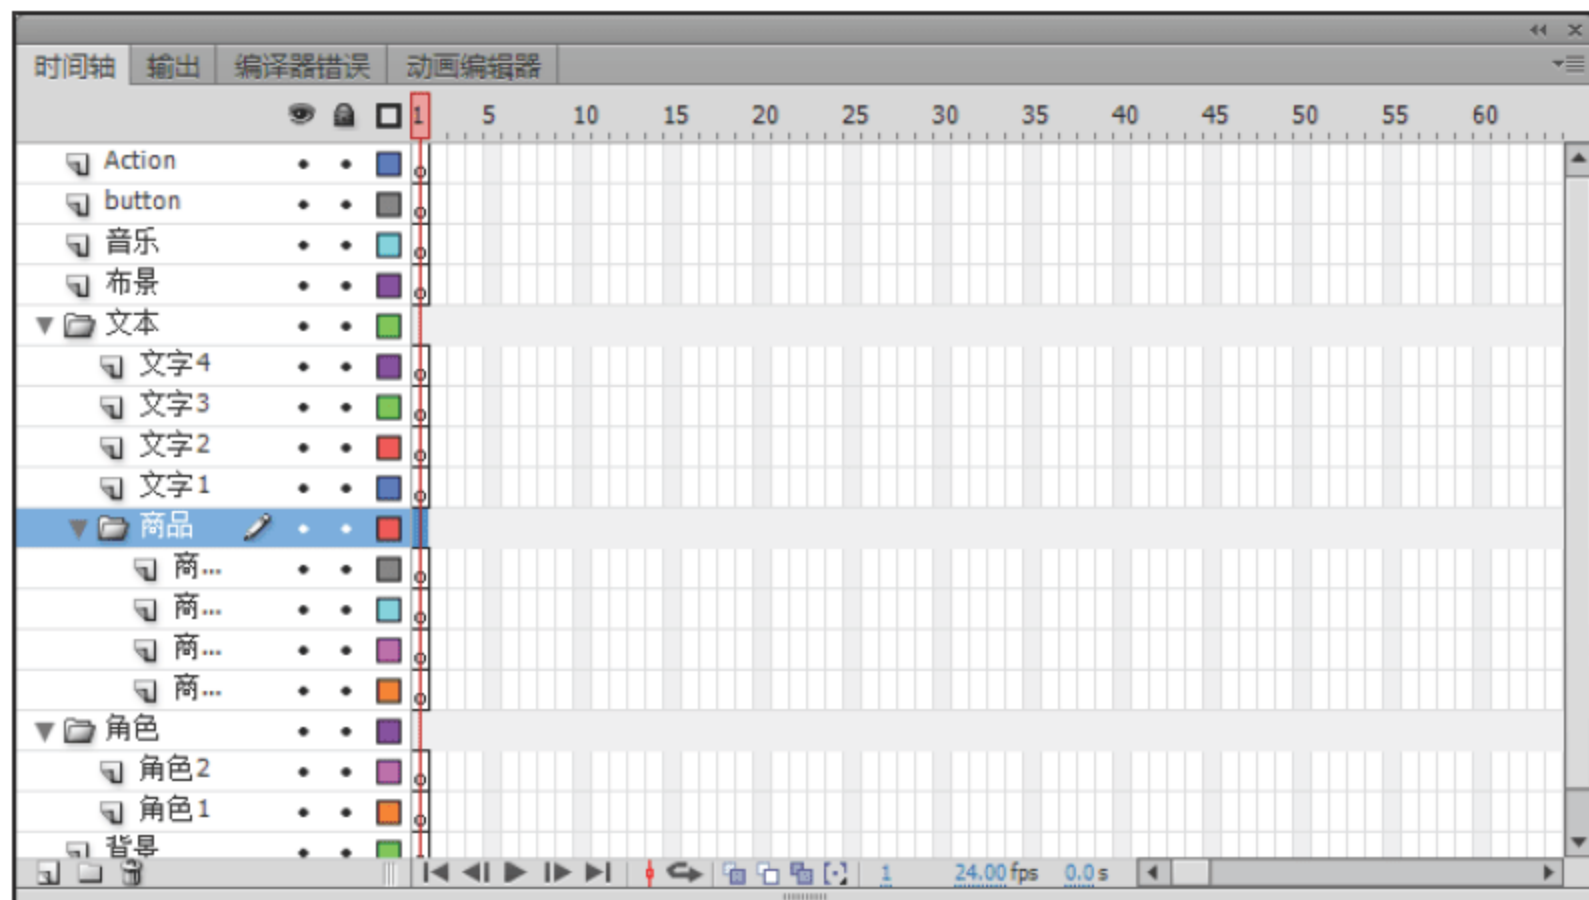 时间轴 输出 编译器错误 动画编辑器
1 5 10 15 20 25 30 35 40 45 50 55 60
Action
button
音乐
布景
文本
文字4
文字3
文字2
文字1
商品
商...
商...
商...
商...
角色
角色2
角色1
背景
1 24.00 fps 0.0 s